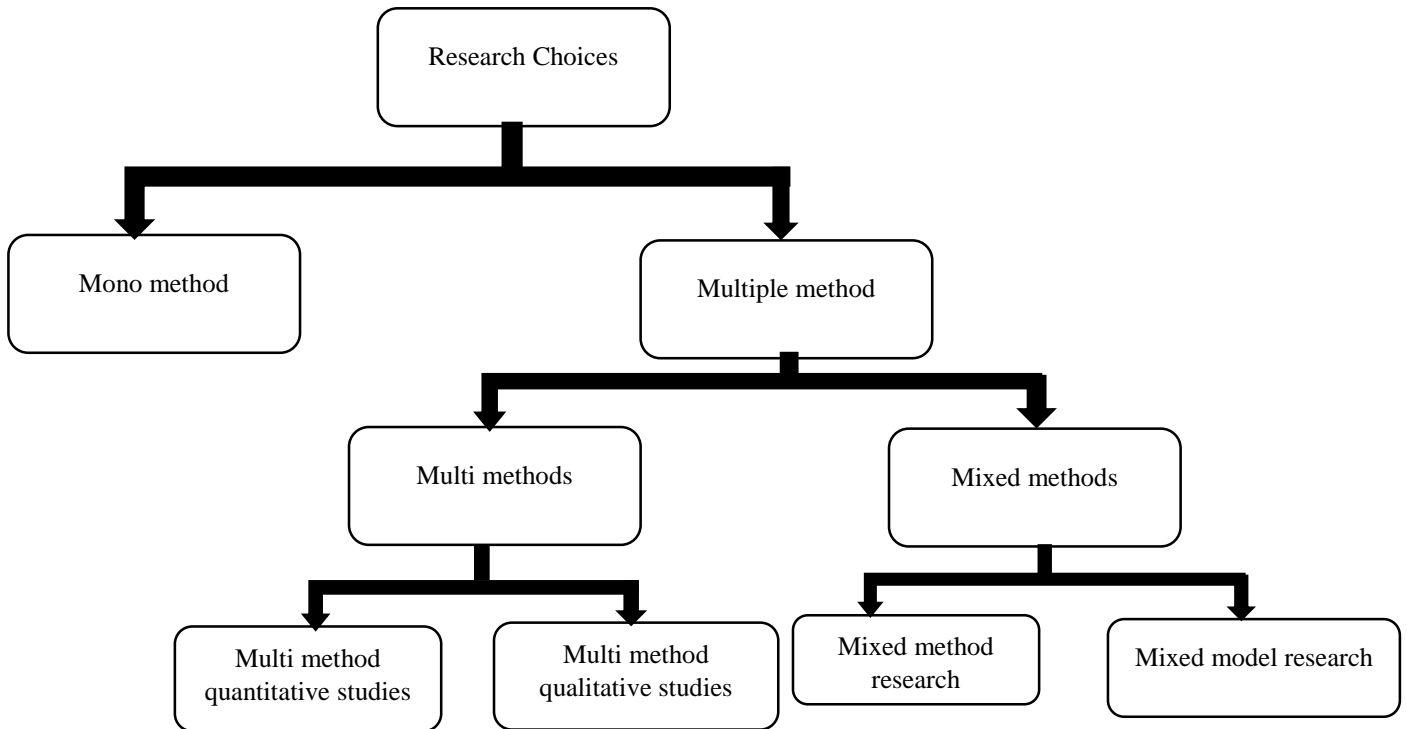 Research Choices
Mono method
Multiple method
Multi methods
Mixed methods
Multi method
quantitative studies
Multi method
qualitative studies
Mixed method
research
Mixed model research